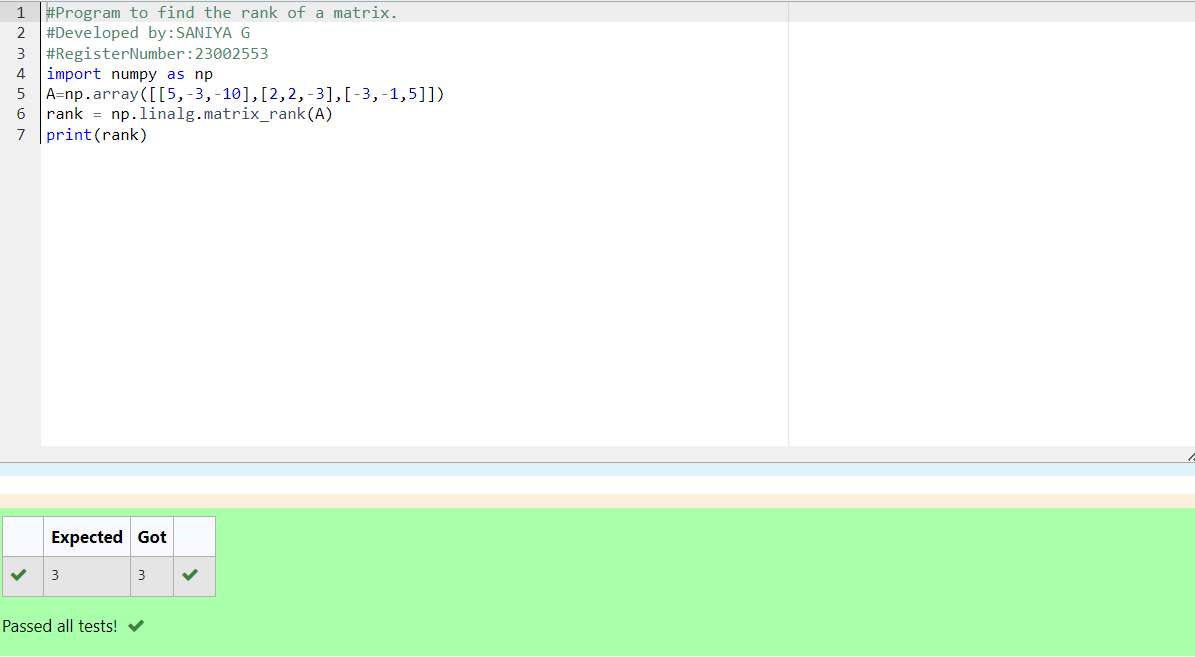 1 #Program to find the rank of a matrix.
2 #Developed by:SANIYA G
3 #RegisterNumber:23002553
4 import numpy as np
5 A=np.array([[5,-3,-10],[2,2,-3],[-3,-1,5]])
6 rank = np.linalg.matrix_rank(A)
7 print(rank)
Expected Got
3 3
Passed all tests!